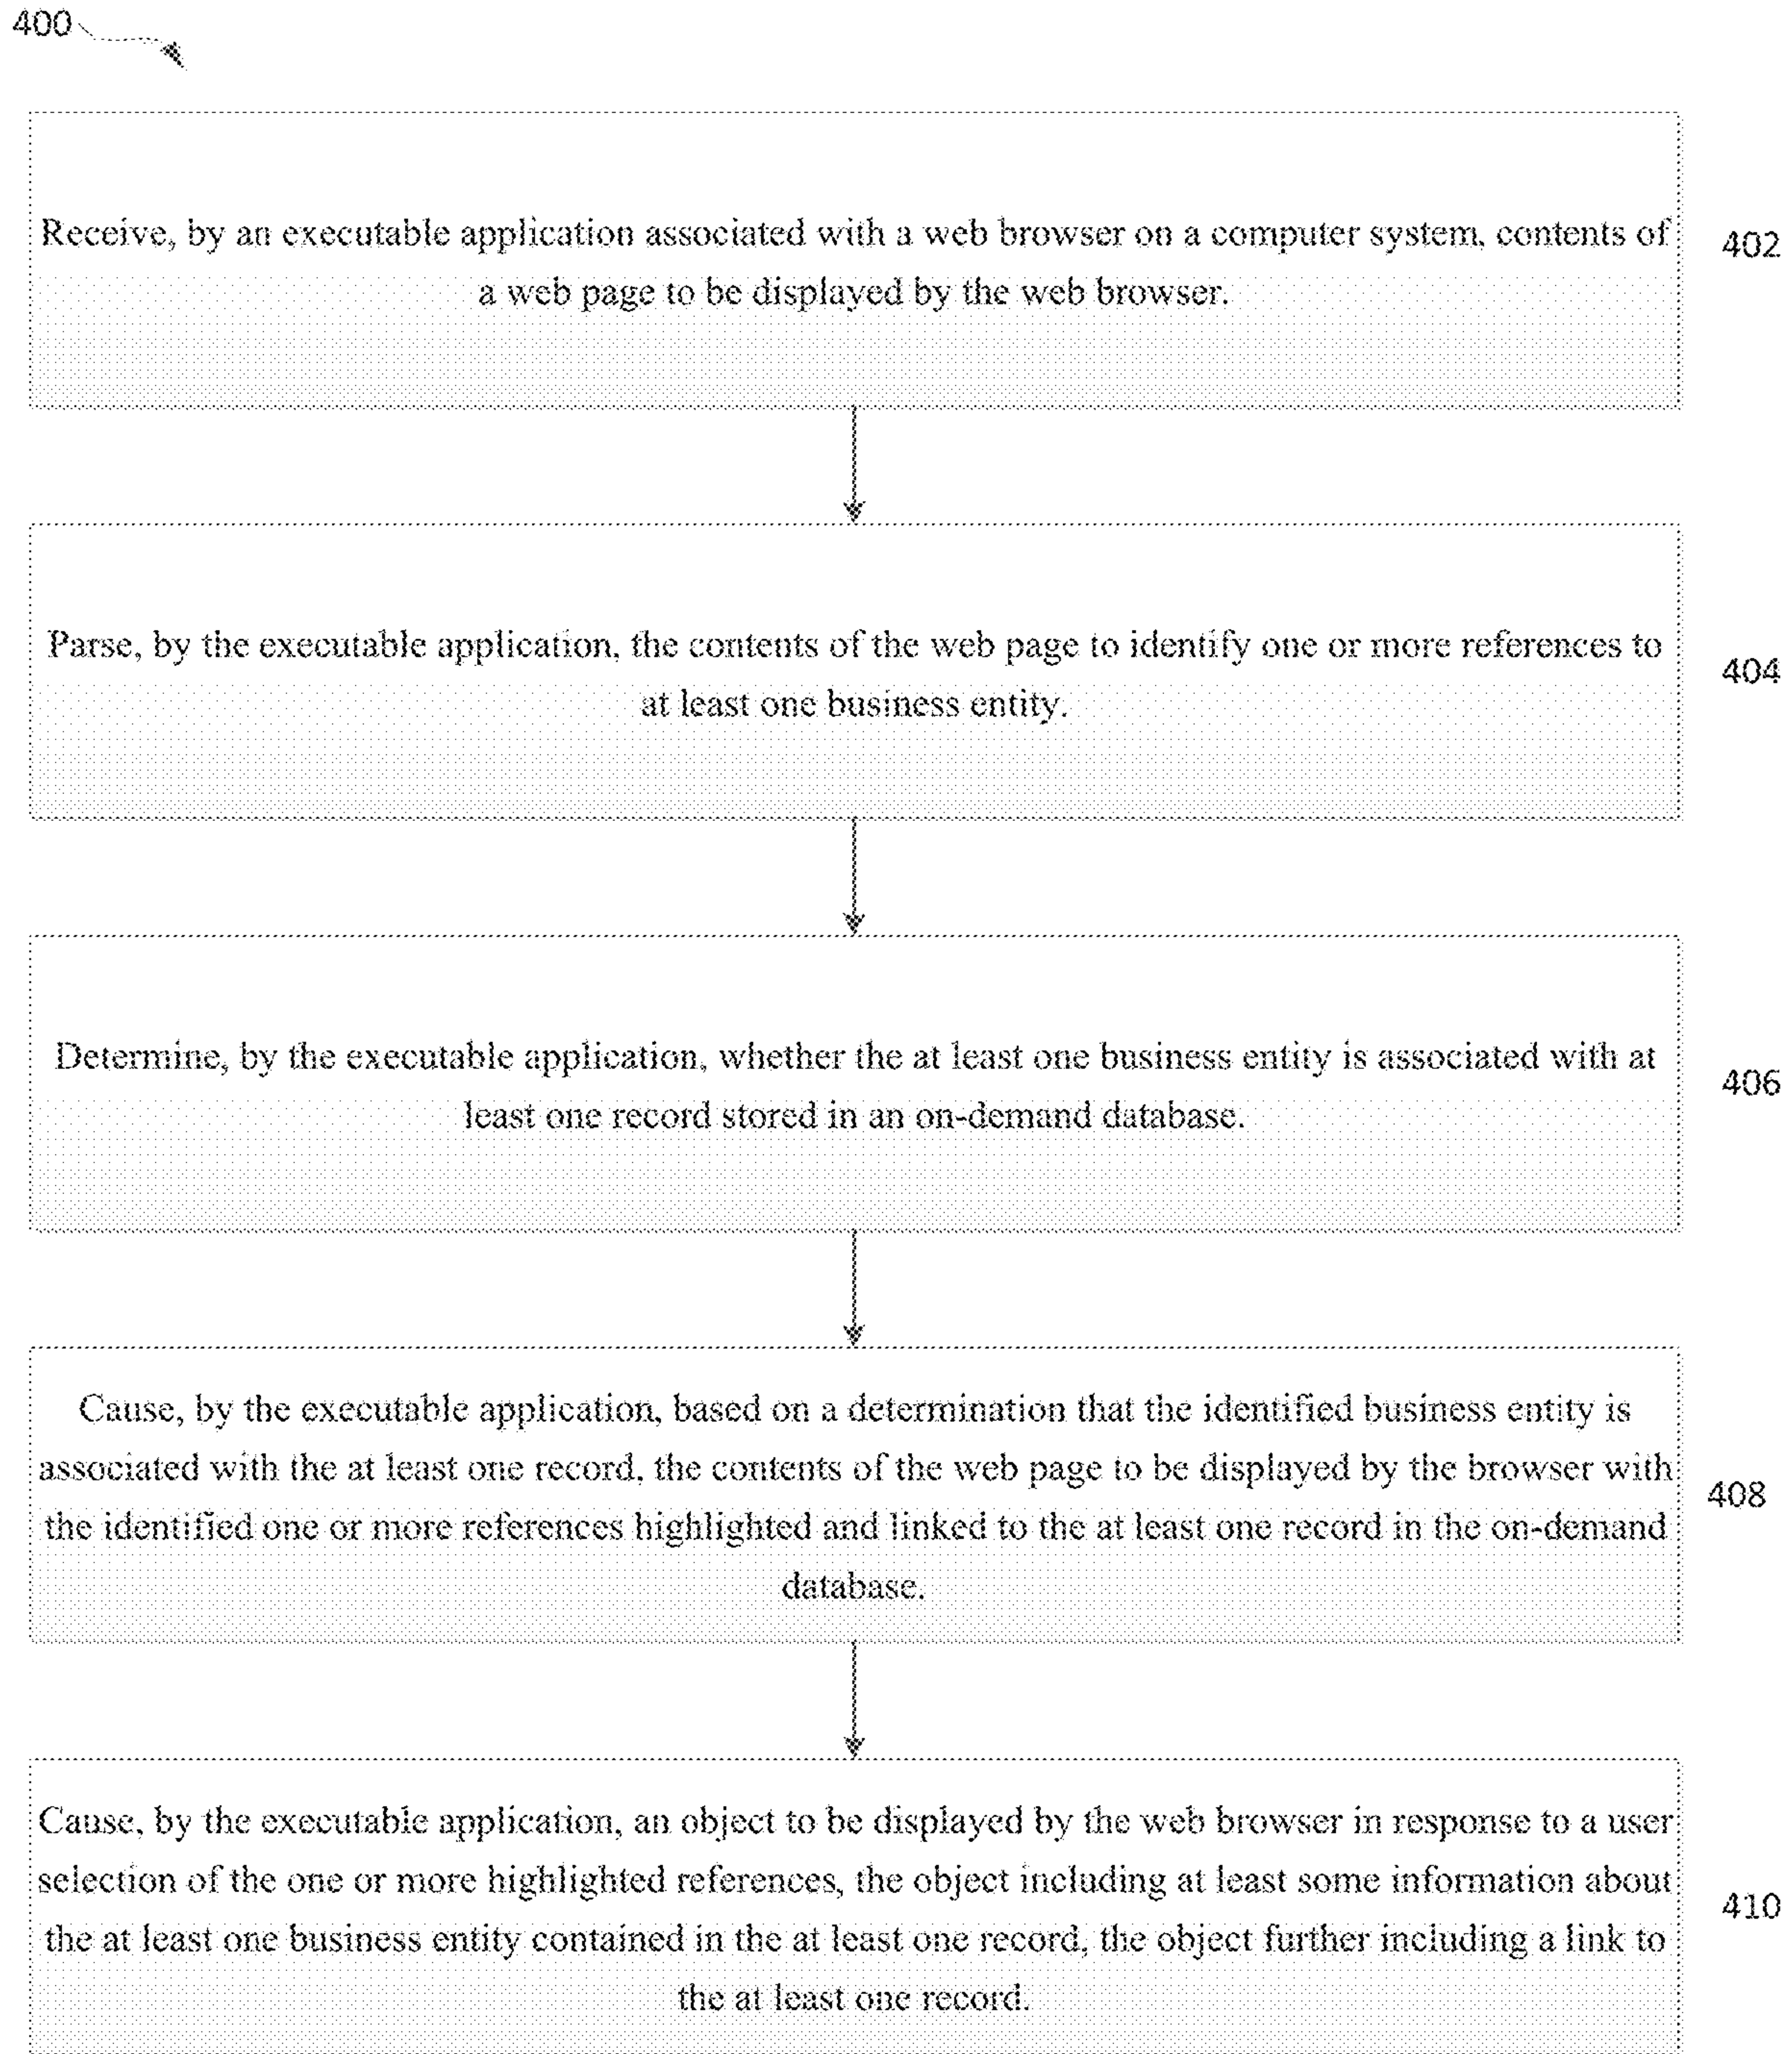 400
Receive, by an executable application associated with a web browser on a computer system, contents of
a web page to be displayed by the web browser.
402
Parse, by the executable application, the contents of the web page to identify one or more references to
at least one business entity.
404
Determine, by the executable application, whether the at least one business entity is associated with at
least one record stored in an on-demand database.
406
Cause, by the executable application, based on a determination that the identified business entity is
associated with the at least one record, the contents of the web page to be displayed by the browser with
the identified one or more references highlighted and linked to the at least one record in the on-demand
database.
408
Cause, by the executable application, an object to be displayed by the web browser in response to a user
selection of the one or more highlighted references, the object including at least some information about
the at least one business entity contained in the at least one record, the object further including a link to
the at least one record.
410